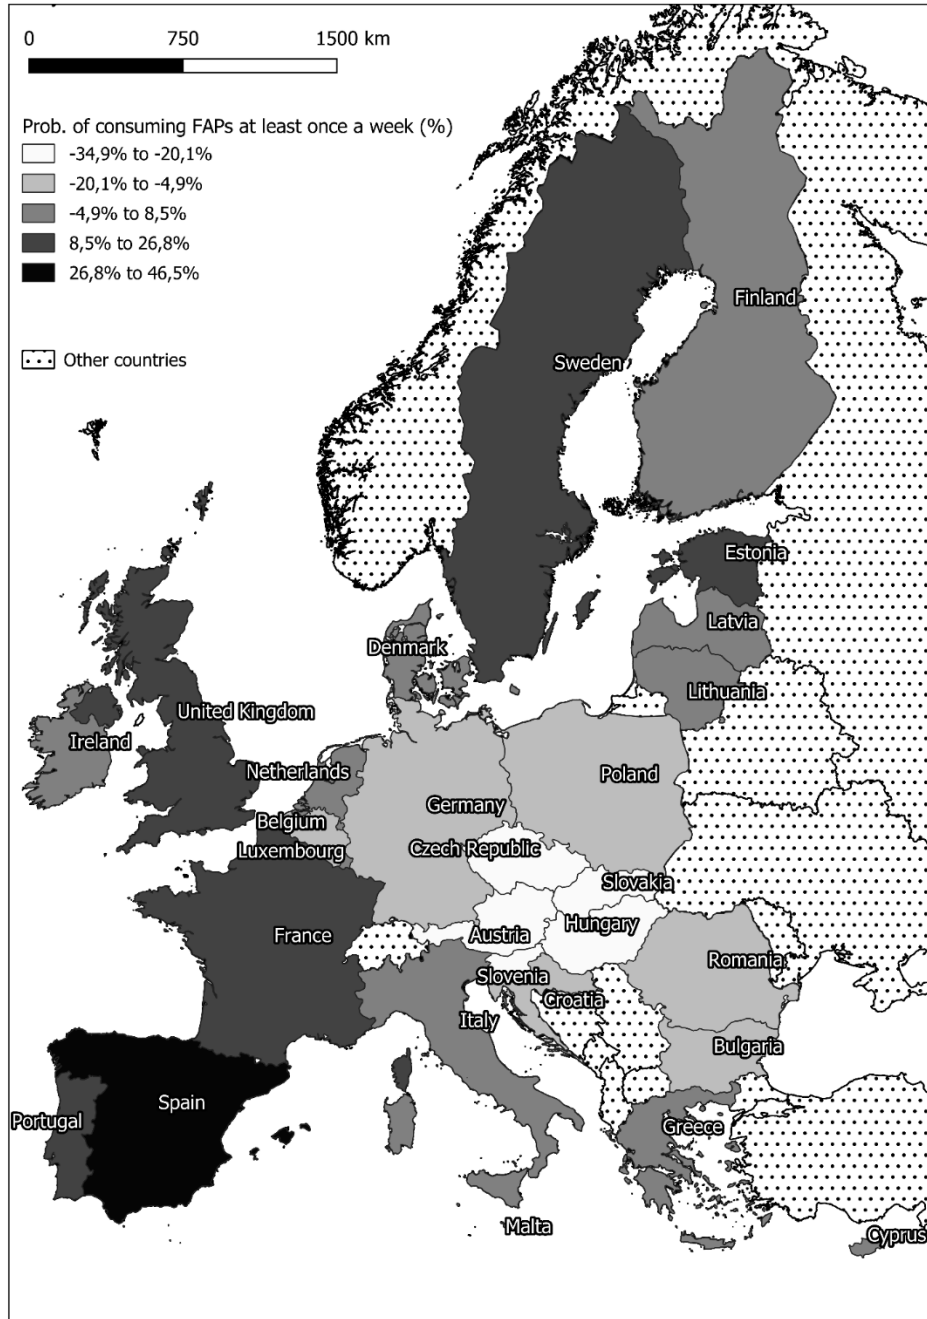 0 750 1500 km
Prob. of consuming FAPs at least once a week (%)
-34,9% to -20,1%
-20,1% to -4,9%
-4,9% to 8,5%
8,5% to 26,8%
26,8% to 46,5%
Other countries
Finland
Sweden
Estonia
Latvia
Denmark
Lithuania
United Kingdom
Ireland
Netherlands
Poland
Germany
Belgium
Czech Republic
Luxembourg
Slovakia
Hungary
France
Austria
Romania
Slovenia
Croatia
Italy
Bulgaria
Spain
Portugal
Greece
Malta
Cyprus